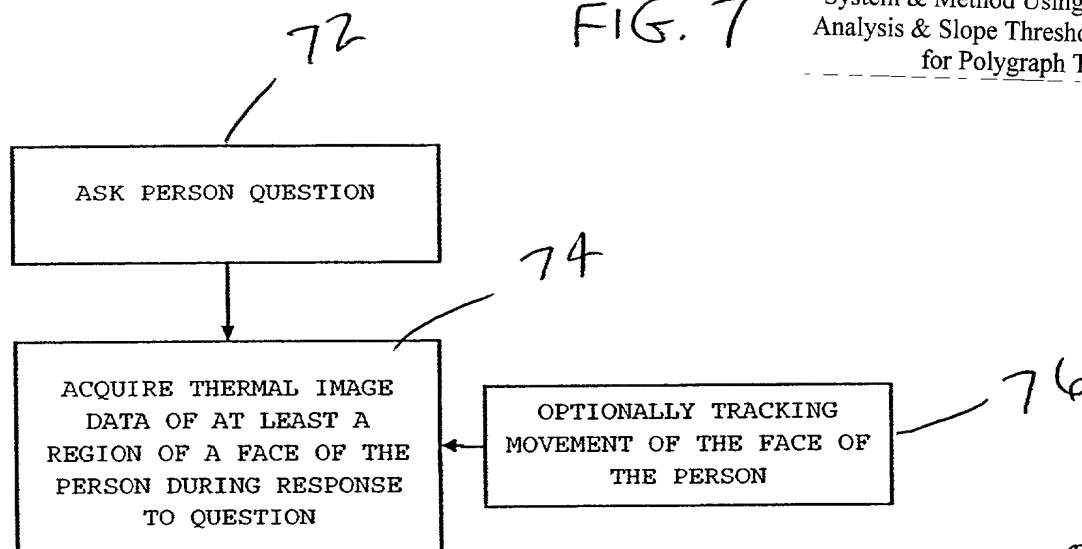 72
FIG. 7
System & Method Using
Analysis & Slope
for Polygraph
ASK PERSON QUESTION
74
ACQUIRE THERMAL IMAGE
DATA OF AT LEAST A
REGION OF A FACE OF THE
PERSON DURING RESPONSE
TO QUESTION
OPTIONALLY TRACKING
MOVEMENT OF THE FACE OF
THE PERSON
76